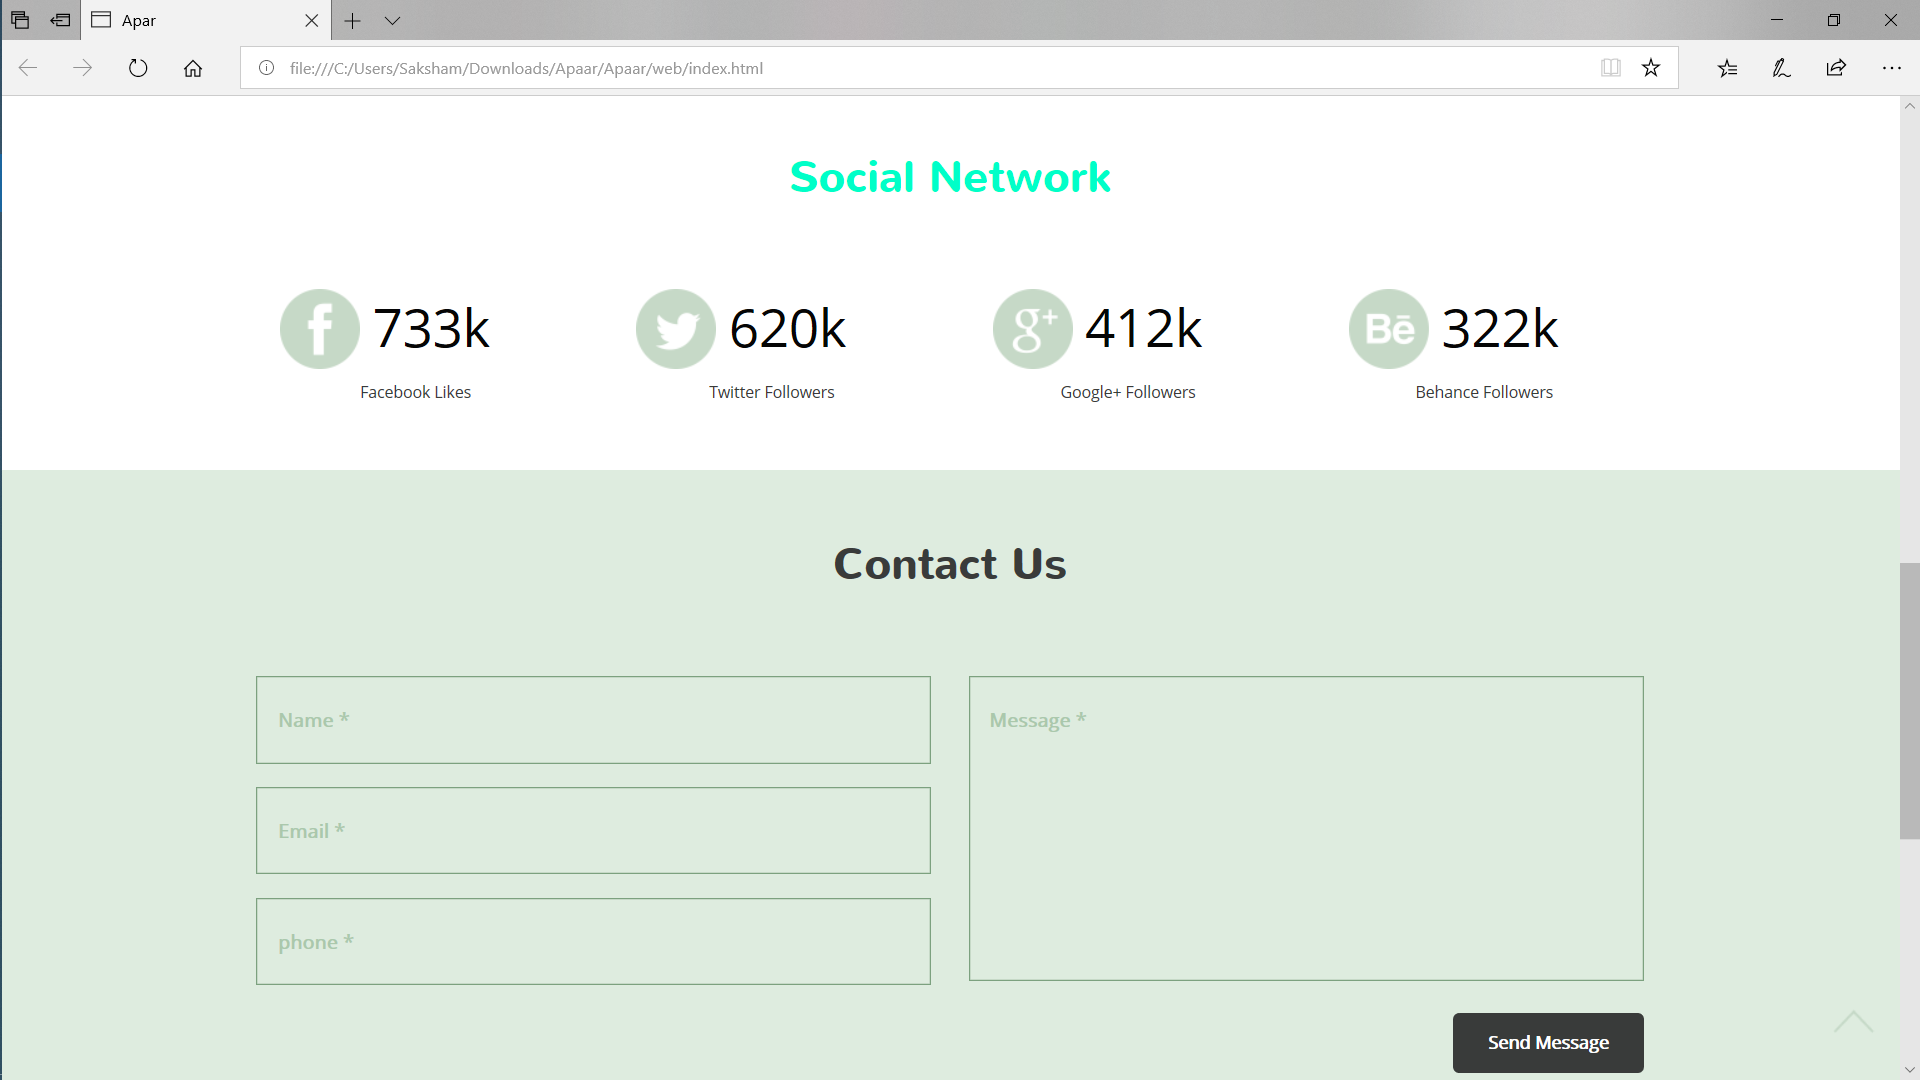 Apar
file:///C:/Users/Saksham/Downloads/Apaar/Apaar/web/index.html
Social Network
f 733k
620k
g+ 412k
Bē 322k
Facebook Likes
Twitter Followers
Google+ Followers
Behance Followers
Contact Us
Name *
Message *
Email *
phone *
Send Message